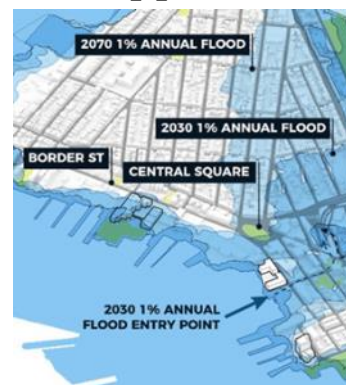 2070 1% ANNUAL FLOOD
2030 1% ANNUAL FLOOD
BORDER ST
CENTRAL SQUARE
2030 1% ANNUAL
FLOOD ENTRY POINT